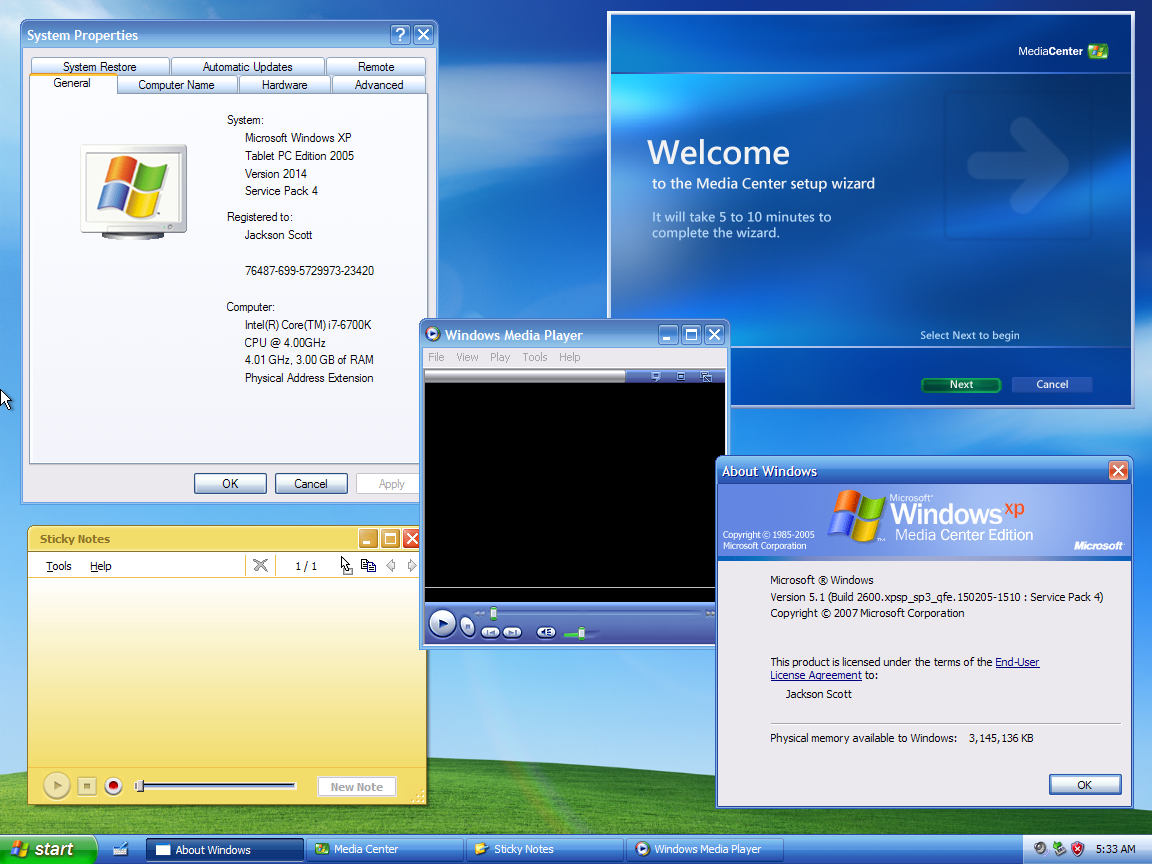 System Properties
System Restore
Automatic Updates
Remote
General
Computer Name
Hardware
Advanced
System:
Microsoft Windows XP
Tablet PC Edition 2005
Version 2014
Service Pack 4
Registered to:
Jackson Scott
76487-699-5729973-23420
Computer:
Intel(R) Core(TM) i7-6700K
CPU @ 4.00GHz
4.01 GHz, 3.00 GB of RAM
Physical Address Extension
OK
Cancel
Apply
MediaCenter
Welcome
to the Media Center setup wizard
It will take 5 to 10 minutes to
complete the wizard.
Select Next to begin
Next
Cancel
Windows Media Player
File View Play Tools Help
Sticky Notes
Tools Help
1 / 1
New Note
About Windows
Copyright © 1985-2005
Microsoft Corporation
Microsoft®
Windows xp
Media Center Edition
Microsoft
Microsoft ® Windows
Version 5.1 (Build 2600.xpsp_sp3_qfe.150205-1510 : Service Pack 4)
Copyright © 2007 Microsoft Corporation
This product is licensed under the terms of the End-User
License Agreement to:
Jackson Scott
Physical memory available to Windows: 3,145,136 KB
OK
start
About Windows
Media Center
Sticky Notes
Windows Media Player
5:33 AM